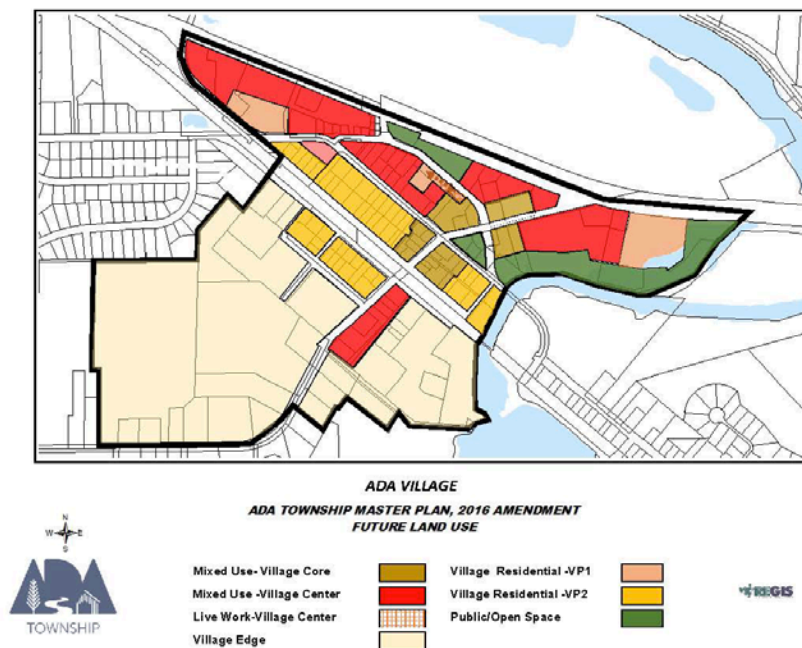 ADA VILLAGE
ADA TOWNSHIP MASTER PLAN, 2016 AMENDMENT
FUTURE LAND USE
N
W E
S
ADA
TOWNSHIP
Mixed Use- Village Core
Mixed Use -Village Center
Live Work-Village Center
Village Edge
Village Residential -VP1
Village Residential -VP2
Public/Open Space
REGIS